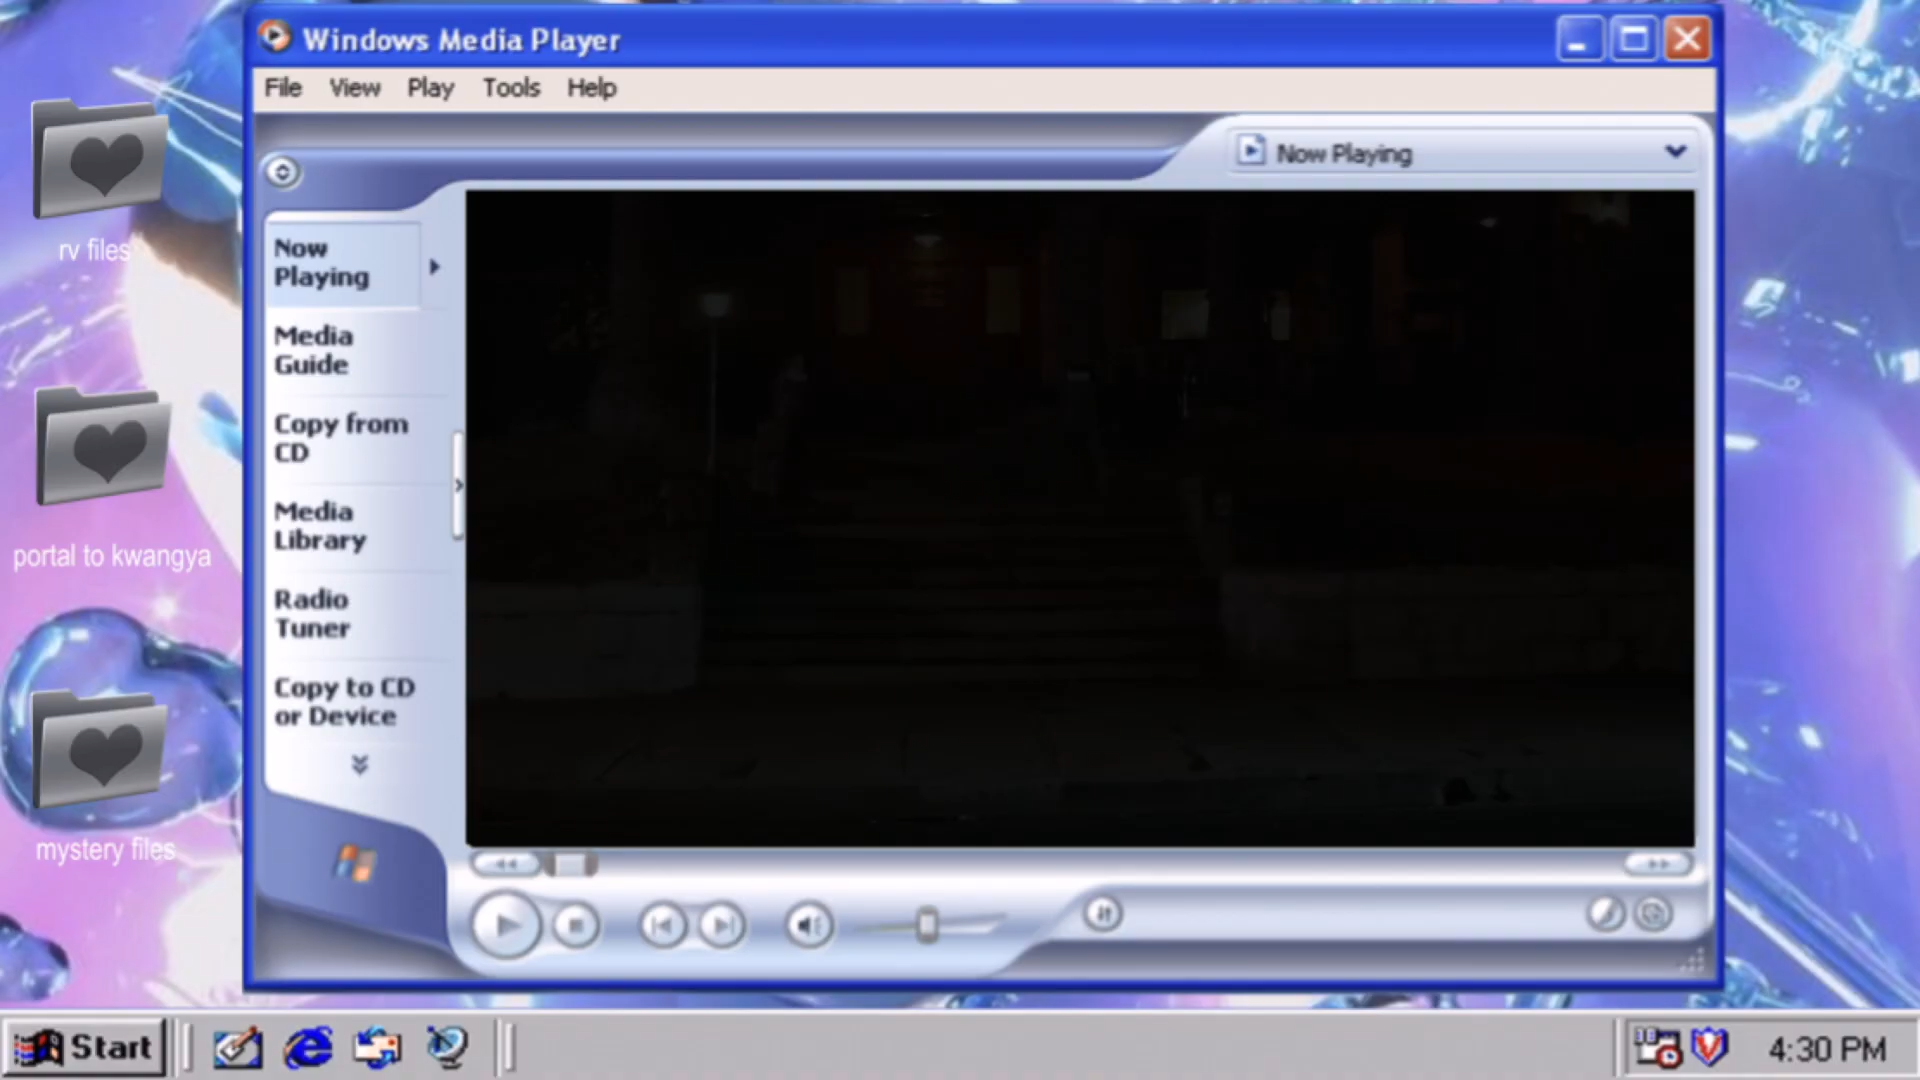 Windows Media Player
File View Play Tools Help
Now Playing
Now
Playing
Media
Guide
Copy from
CD
Media
Library
Radio
Tuner
Copy to CD
or Device
rv files
portal to kwangya
mystery files
Start
4:30 PM